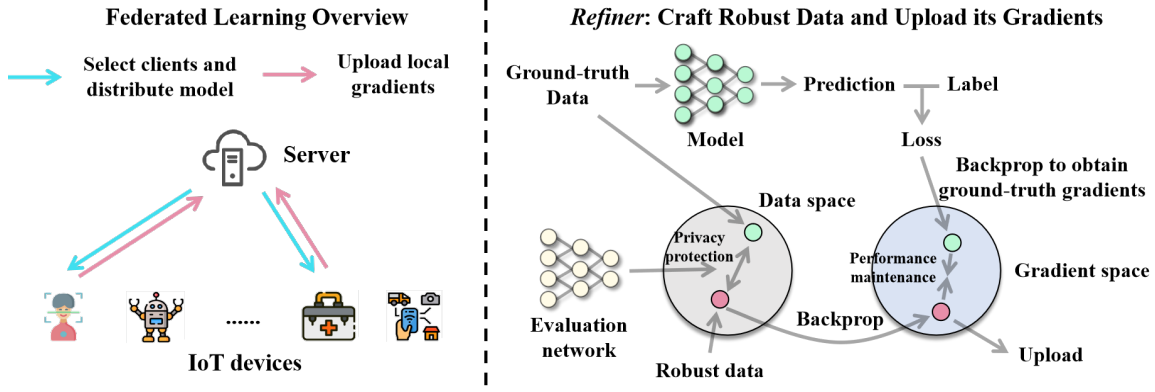 Federated Learning Overview
Select clients and
distribute model
Upload local
gradients
Server
......
IoT devices
Refiner: Craft Robust Data and Upload its Gradients
Ground-truth
Data
Model
Prediction
Label
Loss
Backprop to obtain
ground-truth gradients
Data space
Privacy
protection
Performance
maintenance
Gradient space
Evaluation
network
Backprop
Robust data
Upload